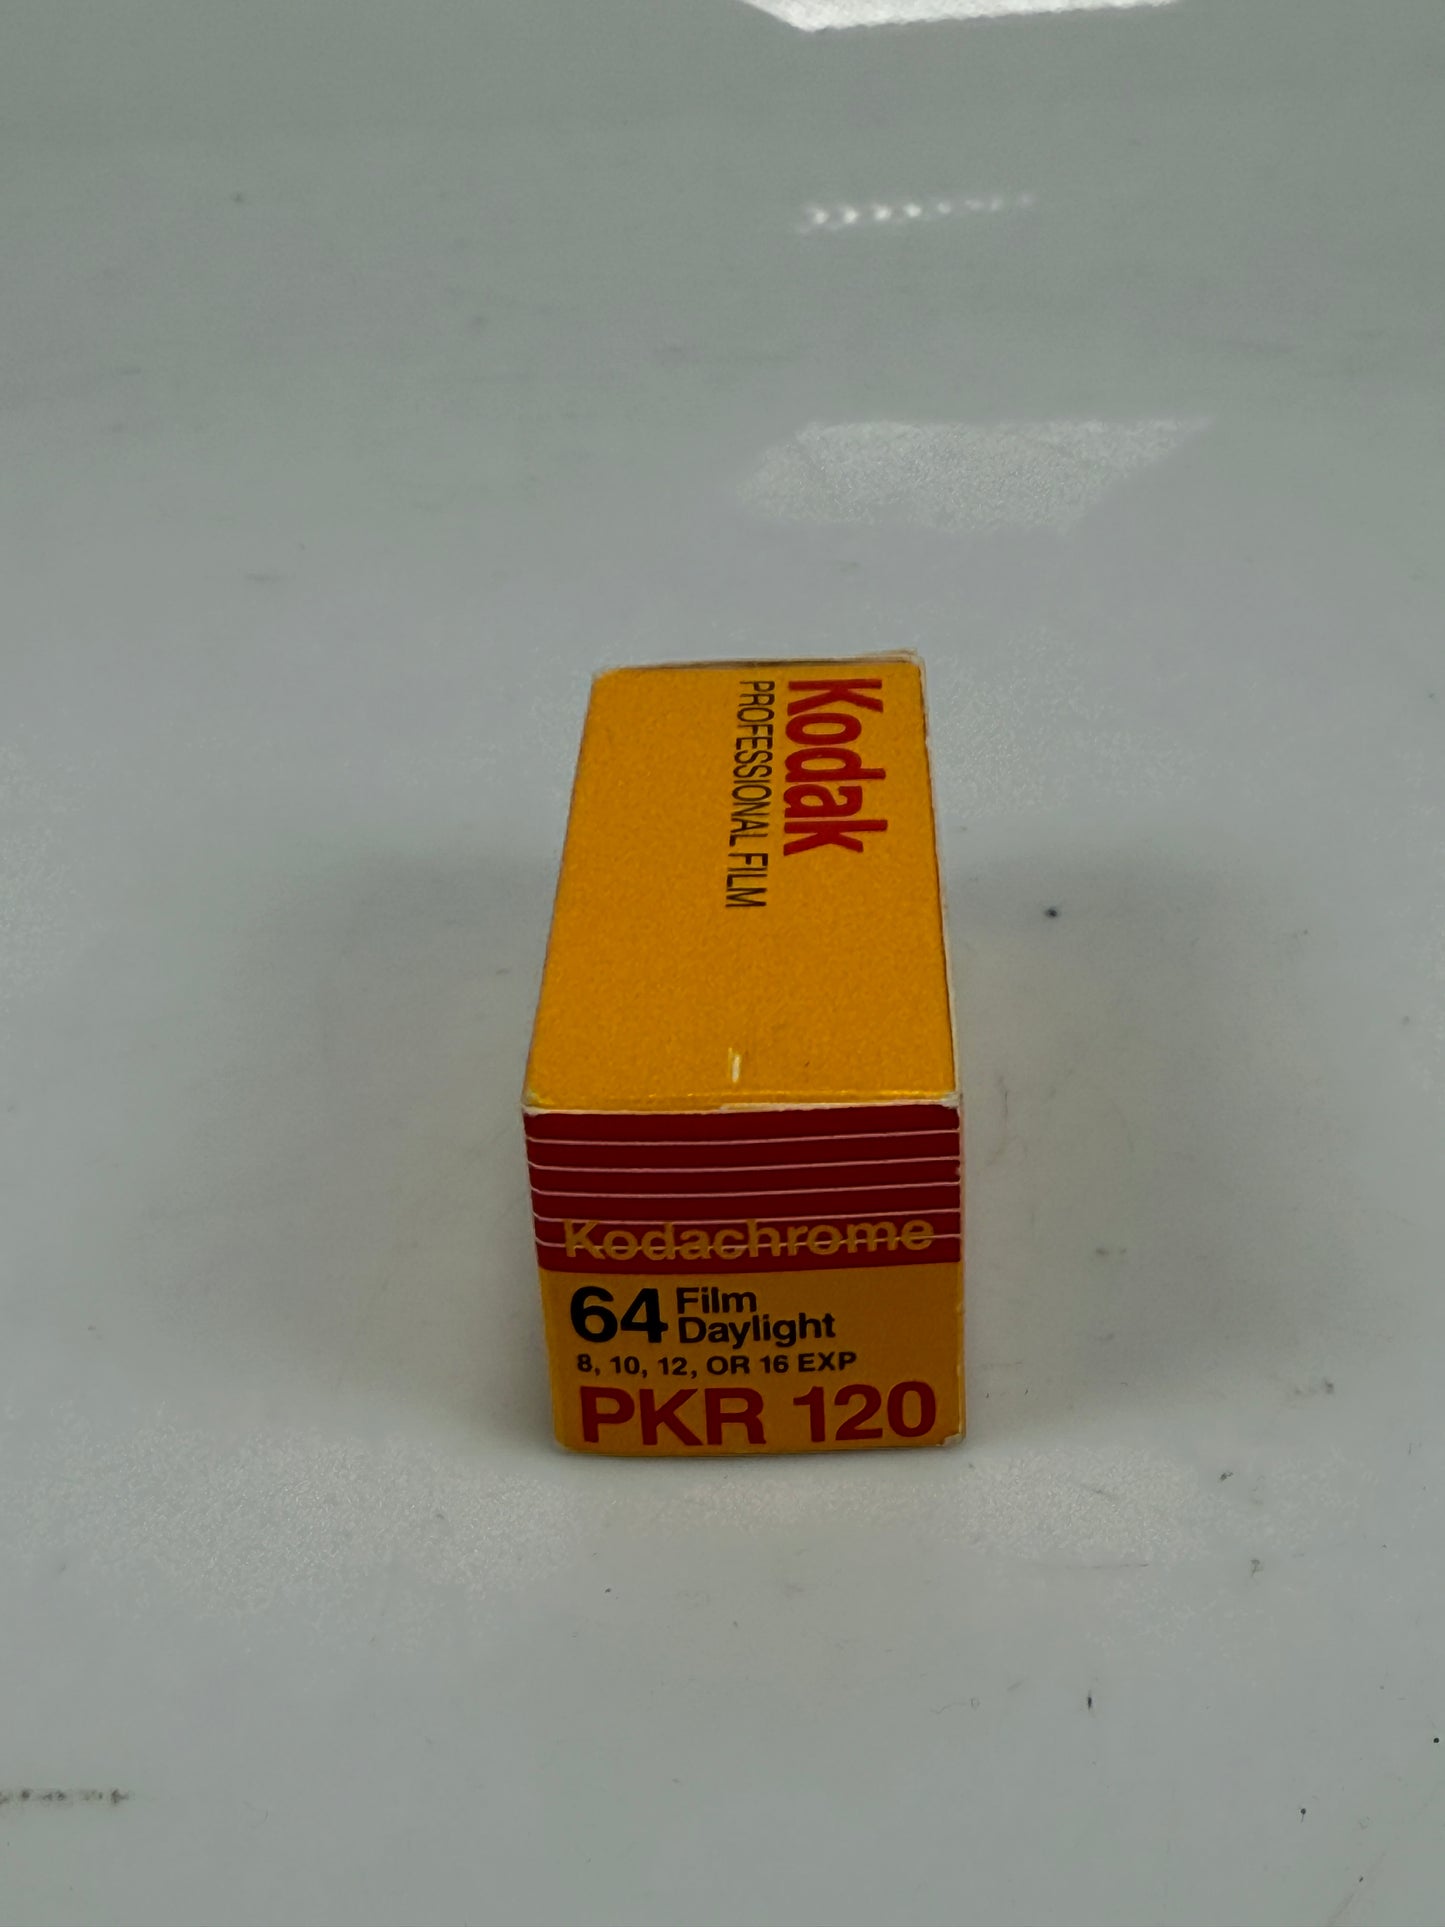 Kodak
PROFESSIONAL FILM
Kodachrome
64 Film
Daylight
8, 10, 12, OR 16 EXP
PKR 120